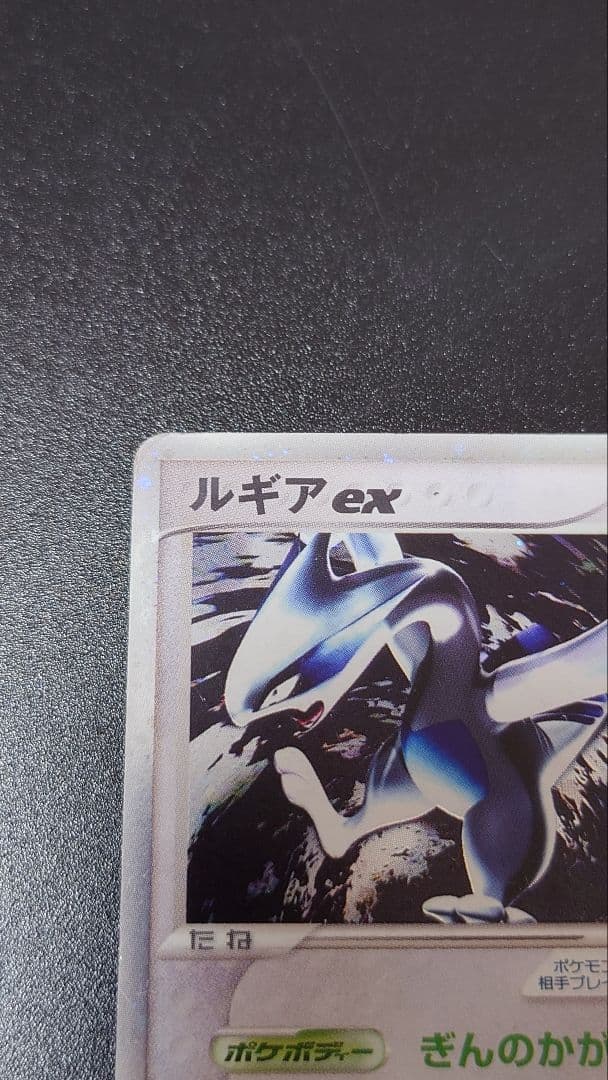 ルギアex
たね
ポケモ
相手プレ
ポケボディー ぎんのかが